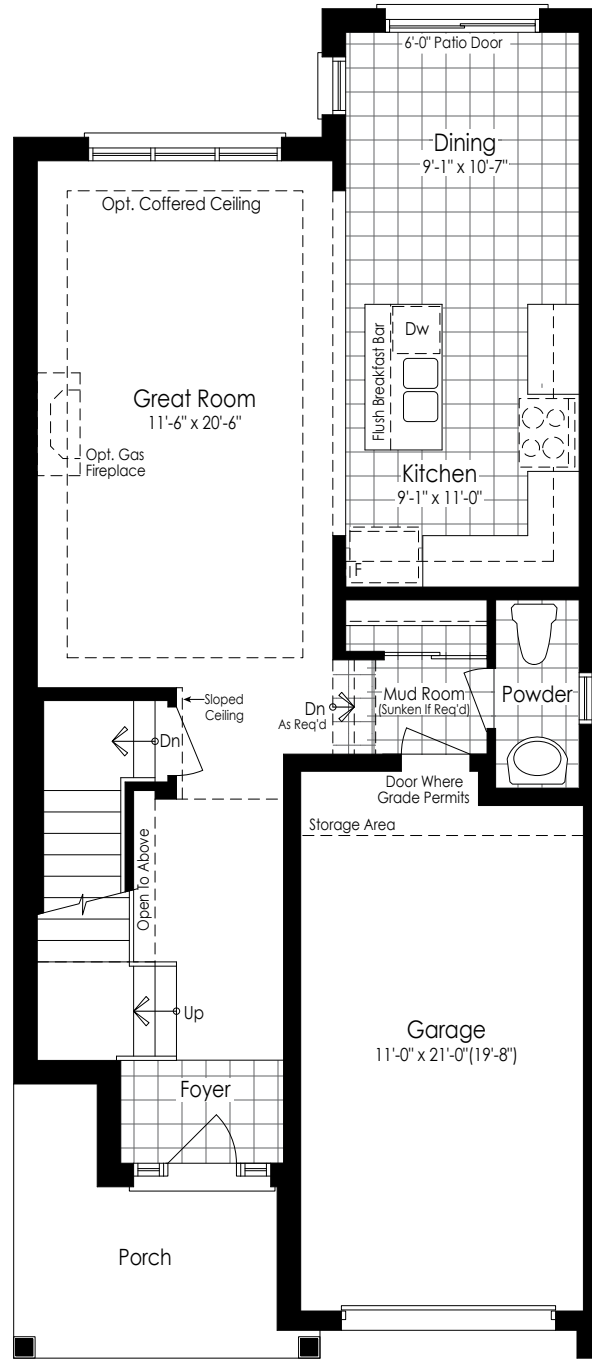 6'-0" Patio Door
Dining
9'-1" x 10'-7"
Opt. Coffered Ceiling
Flush Breakfast Bar
Dw
Great Room
11'-6" x 20'-6"
Opt. Gas
Fireplace
Kitchen
9'-1" x 11'-0"
F
Sloped
Ceiling
Dn
As Req'd
Mud Room
(Sunken If Req'd)
Powder
Dn
Door Where
Grade Permits
Storage Area
Open To Above
Up
Garage
11'-0" x 21'-0"(19'-8")
Foyer
Porch